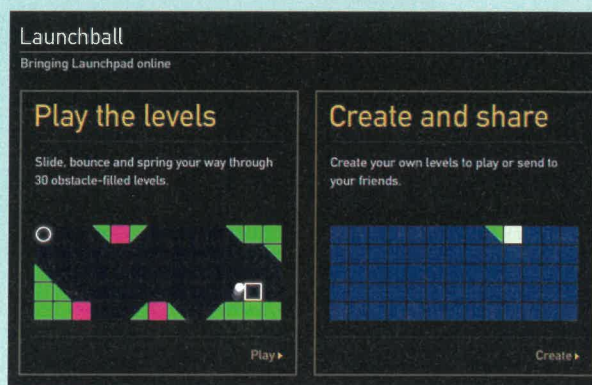 Launchball
Bringing Launchpad online
Play the levels
Slide, bounce and spring your way through
30 obstacle-filled levels.
Play
Create and share
Create your own levels to play or send to
your friends.
Create